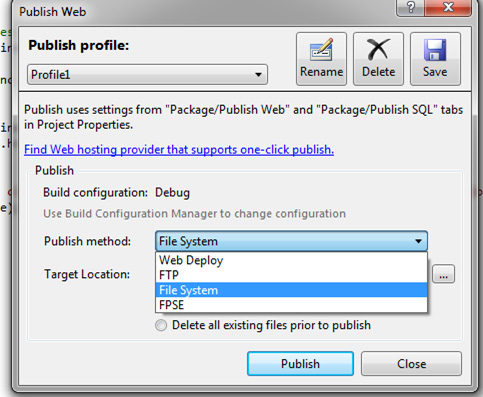 Publish Web
Publish profile:
Profile1
Rename
Delete
Save
Publish uses settings from "Package/Publish Web" and "Package/Publish SQL" tabs
in Project Properties.
Find Web hosting provider that supports one-click publish.
Publish
Build configuration: Debug
Use Build Configuration Manager to change configuration
Publish method: File System
Web Deploy
FTP
File System
FPSE
Target Location:
...
Delete all existing files prior to publish
Publish
Close